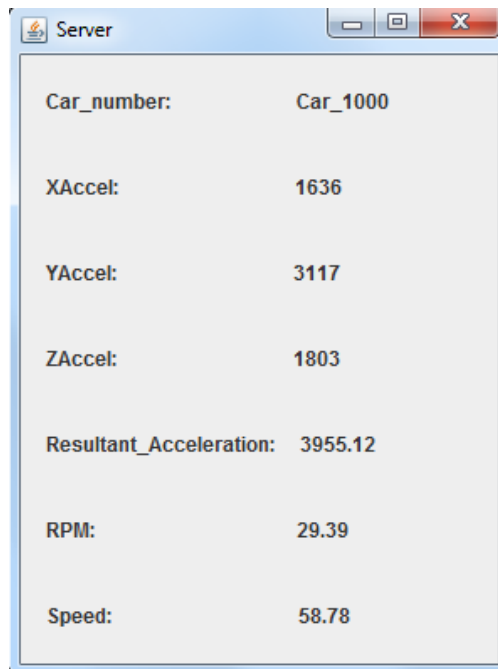 Server
Car_number: Car_1000
XAccel: 1636
YAccel: 3117
ZAccel: 1803
Resultant_Acceleration: 3955.12
RPM: 29.39
Speed: 58.78